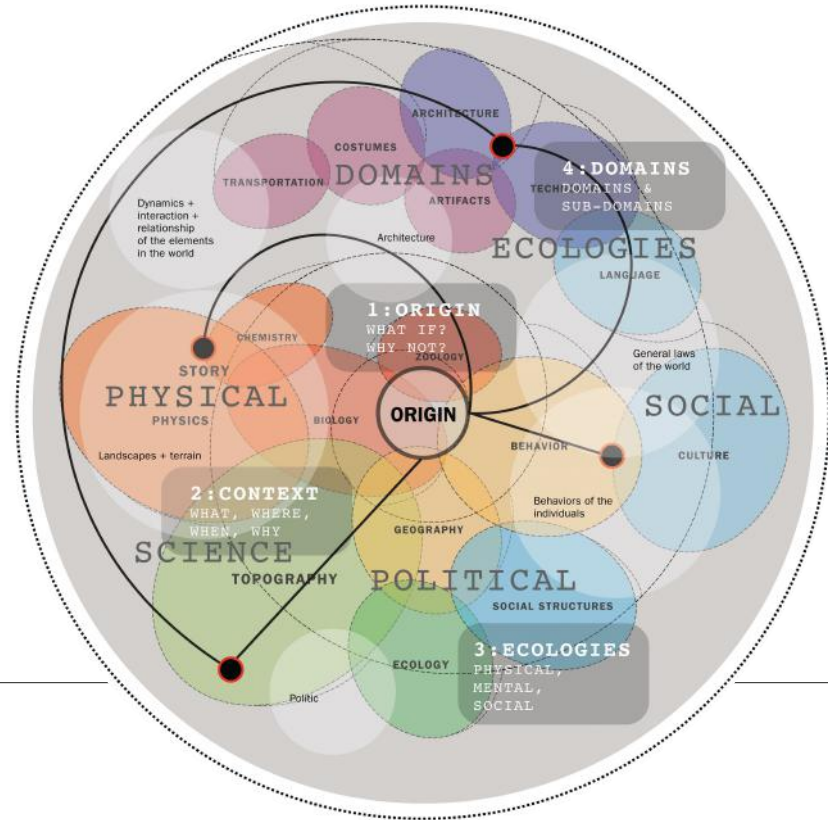 ARCHITECTURE
COSTUMES
TRANSPORTATION
DOMAINS
ARTIFACTS
4:DOMAINS
DOMAINS &
SUB-DOMAINS
Dynamics +
interaction +
relationship
of the elements
in the world
Architecture
ECOLOGIES
LANGUAGE
1:ORIGIN
WHAT IF?
WHY NOT?
ZOOLOGY
CHEMISTRY
STORY
PHYSICAL
PHYSICS
BIOLOGY
ORIGIN
General laws
of the world
SOCIAL
CULTURE
BEHAVIOR
Landscapes + terrain
Behaviors of the
individuals
2:CONTEXT
WHAT, WHERE,
WHEN, WHY
SCIENCE
TOPOGRAPHY
GEOGRAPHY
POLITICAL
SOCIAL STRUCTURES
ECOLOGY
3:ECOLOGIES
PHYSICAL,
MENTAL,
SOCIAL
Politic